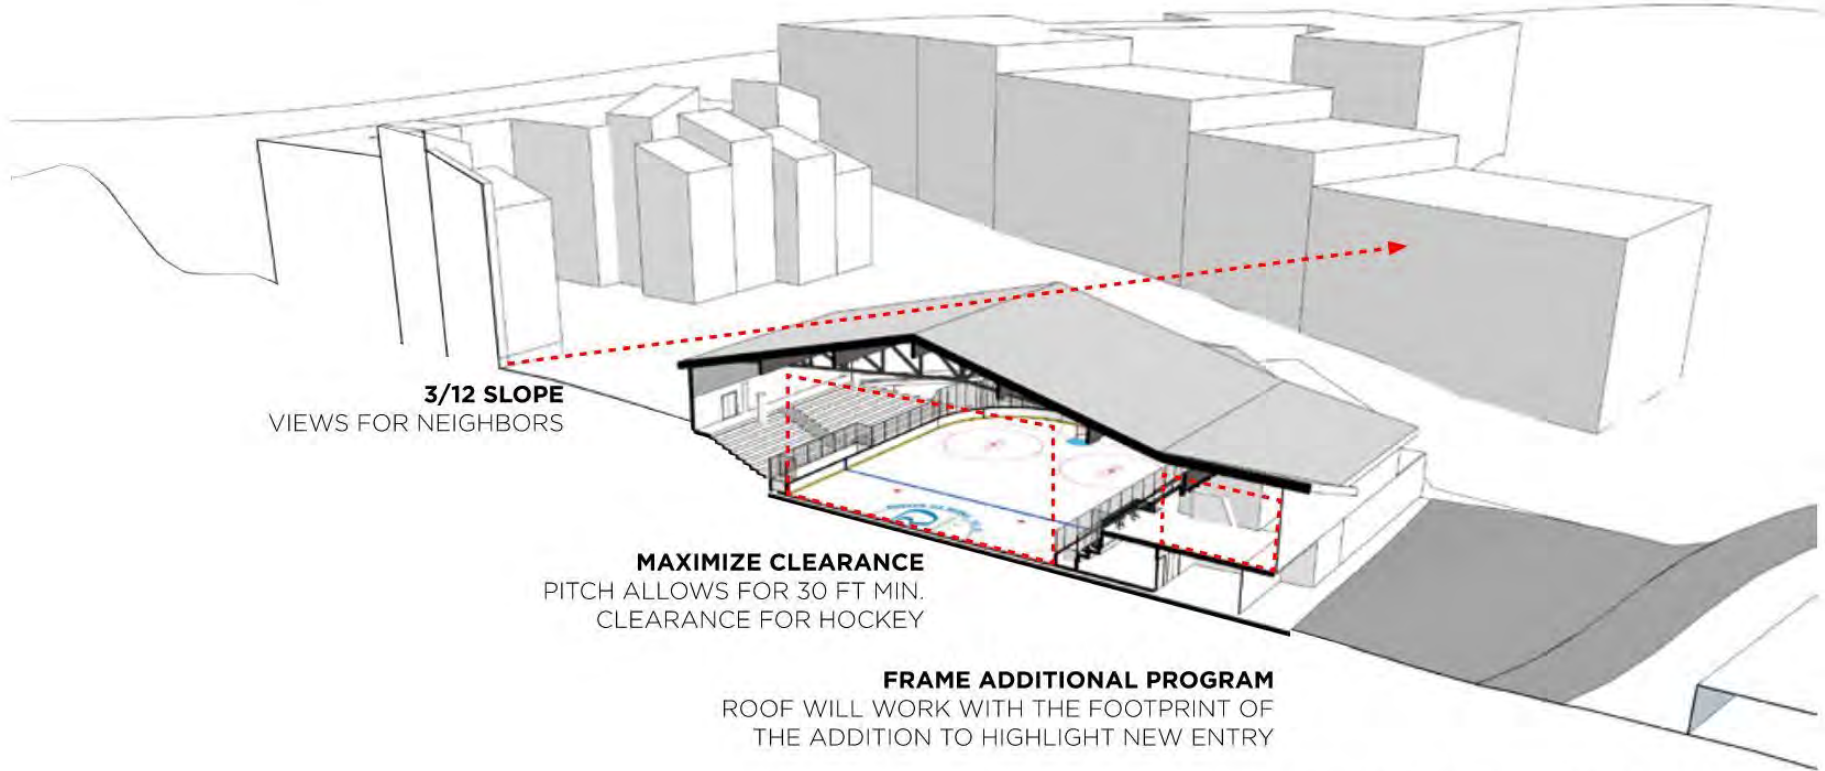 3/12 SLOPE
VIEWS FOR NEIGHBORS
MAXIMIZE CLEARANCE
PITCH ALLOWS FOR 30 FT MIN.
CLEARANCE FOR HOCKEY
FRAME ADDITIONAL PROGRAM
ROOF WILL WORK WITH THE FOOTPRINT OF
THE ADDITION TO HIGHLIGHT NEW ENTRY